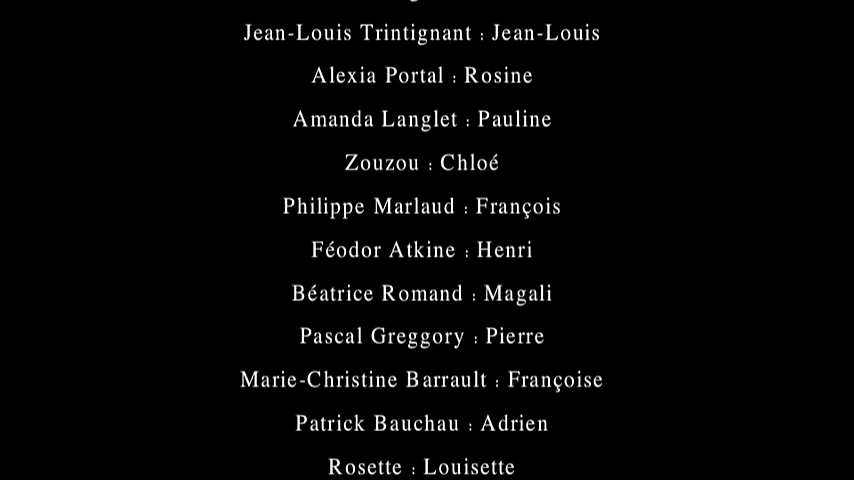 Jean-Louis Trintignant : Jean-Louis
Alexia Portal : Rosine
Amanda Langlet : Pauline
Zouzou : Chloé
Philippe Marlaud : François
Féodor Atkine : Henri
Béatrice Romand : Magali
Pascal Greggory : Pierre
Marie-Christine Barrault : Françoise
Patrick Bauchau : Adrien
Rosette : Louisette